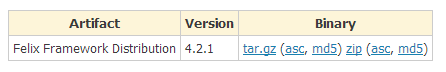 Artifact Version Binary
Felix Framework Distribution 4.2.1 tar.gz (asc, md5) zip (asc, md5)